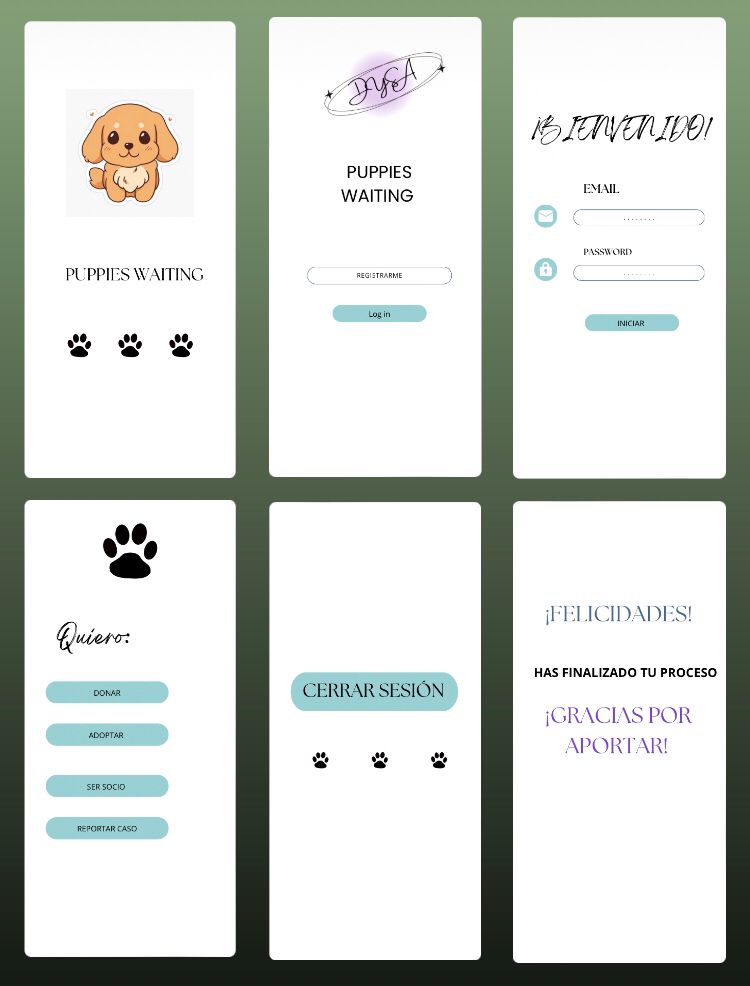 PUPPIES WAITING
DYSA
PUPPIES
WAITING
REGISTRARME
Log in
¡BIENVENIDO!
EMAIL
........
PASSWORD
........
INICIAR
Quiero:
DONAR
ADOPTAR
SER SOCIO
REPORTAR CASO
CERRAR SESIÓN
¡FELICIDADES!
HAS FINALIZADO TU PROCESO
¡GRACIAS POR
APORTAR!